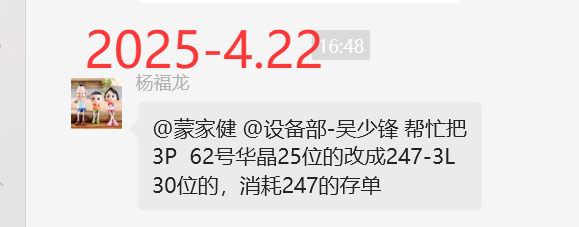 2025-4.22
16:48
杨福龙
@蒙家健 @设备部-吴少锋 帮忙把
3P  62号华晶25位的改成247-3L
30位的，消耗247的存单